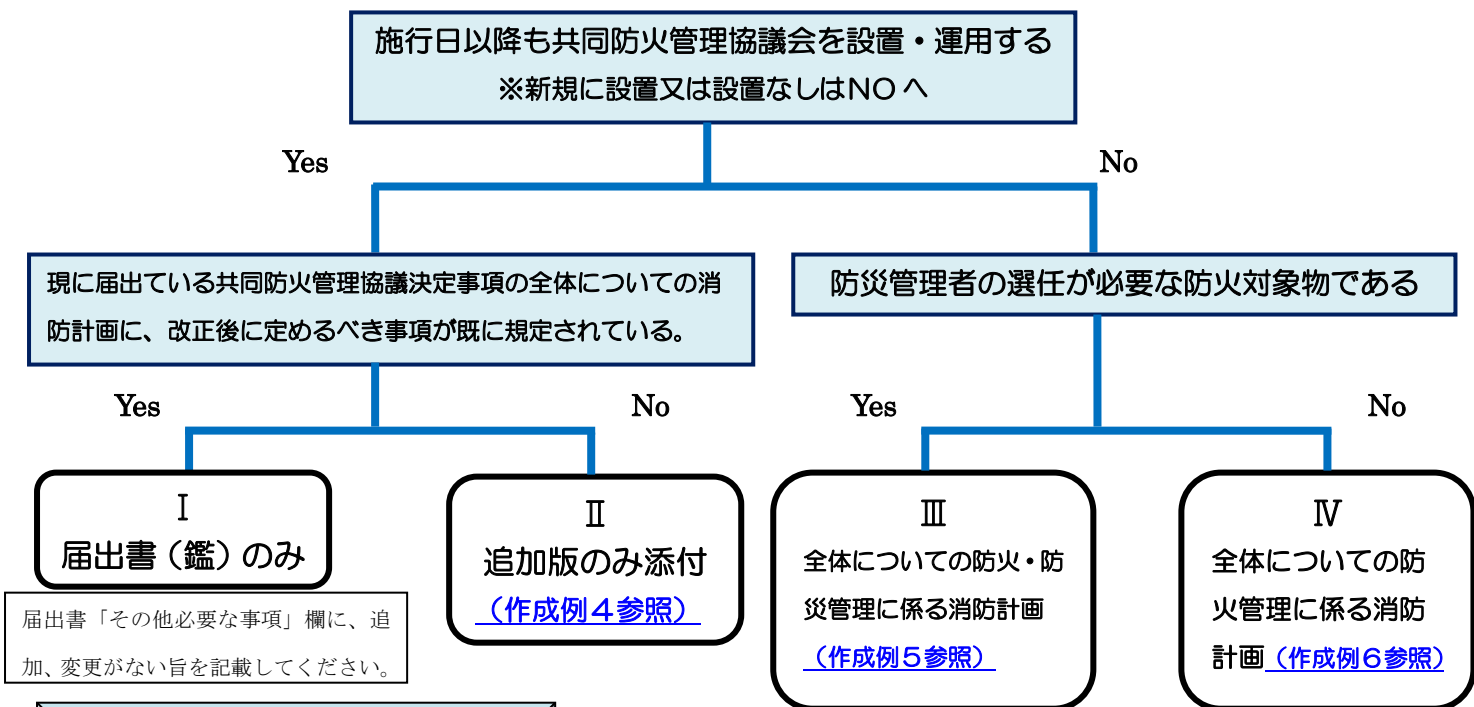 施行日以降も共同防火管理協議会を設置・運用する
※新規に設置又は設置なしはNOへ
Yes
No
現に届出ている共同防火管理協議決定事項の全体についての消
防計画に、改正後に定めるべき事項が既に規定されている。
防災管理者の選任が必要な防火対象物である
Yes
No
Yes
No
Ⅰ
届出書（鑑）のみ
届出書「その他必要な事項」欄に、追
加、変更がない旨を記載してください。
Ⅱ
追加版のみ添付
（作成例４参照）
Ⅲ
全体についての防火・防
災管理に係る消防計画
（作成例５参照）
Ⅳ
全体についての防
火管理に係る消防
計画（作成例６参照）